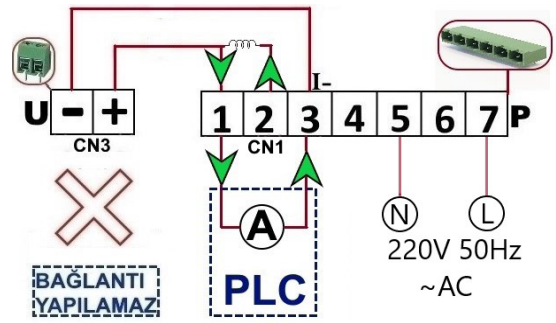 I-
U - + 1 2 3 4 5 6 7 P
CN3 CN1
A N L
220V 50Hz
~AC
BAĞLANTI
YAPILAMAZ
PLC